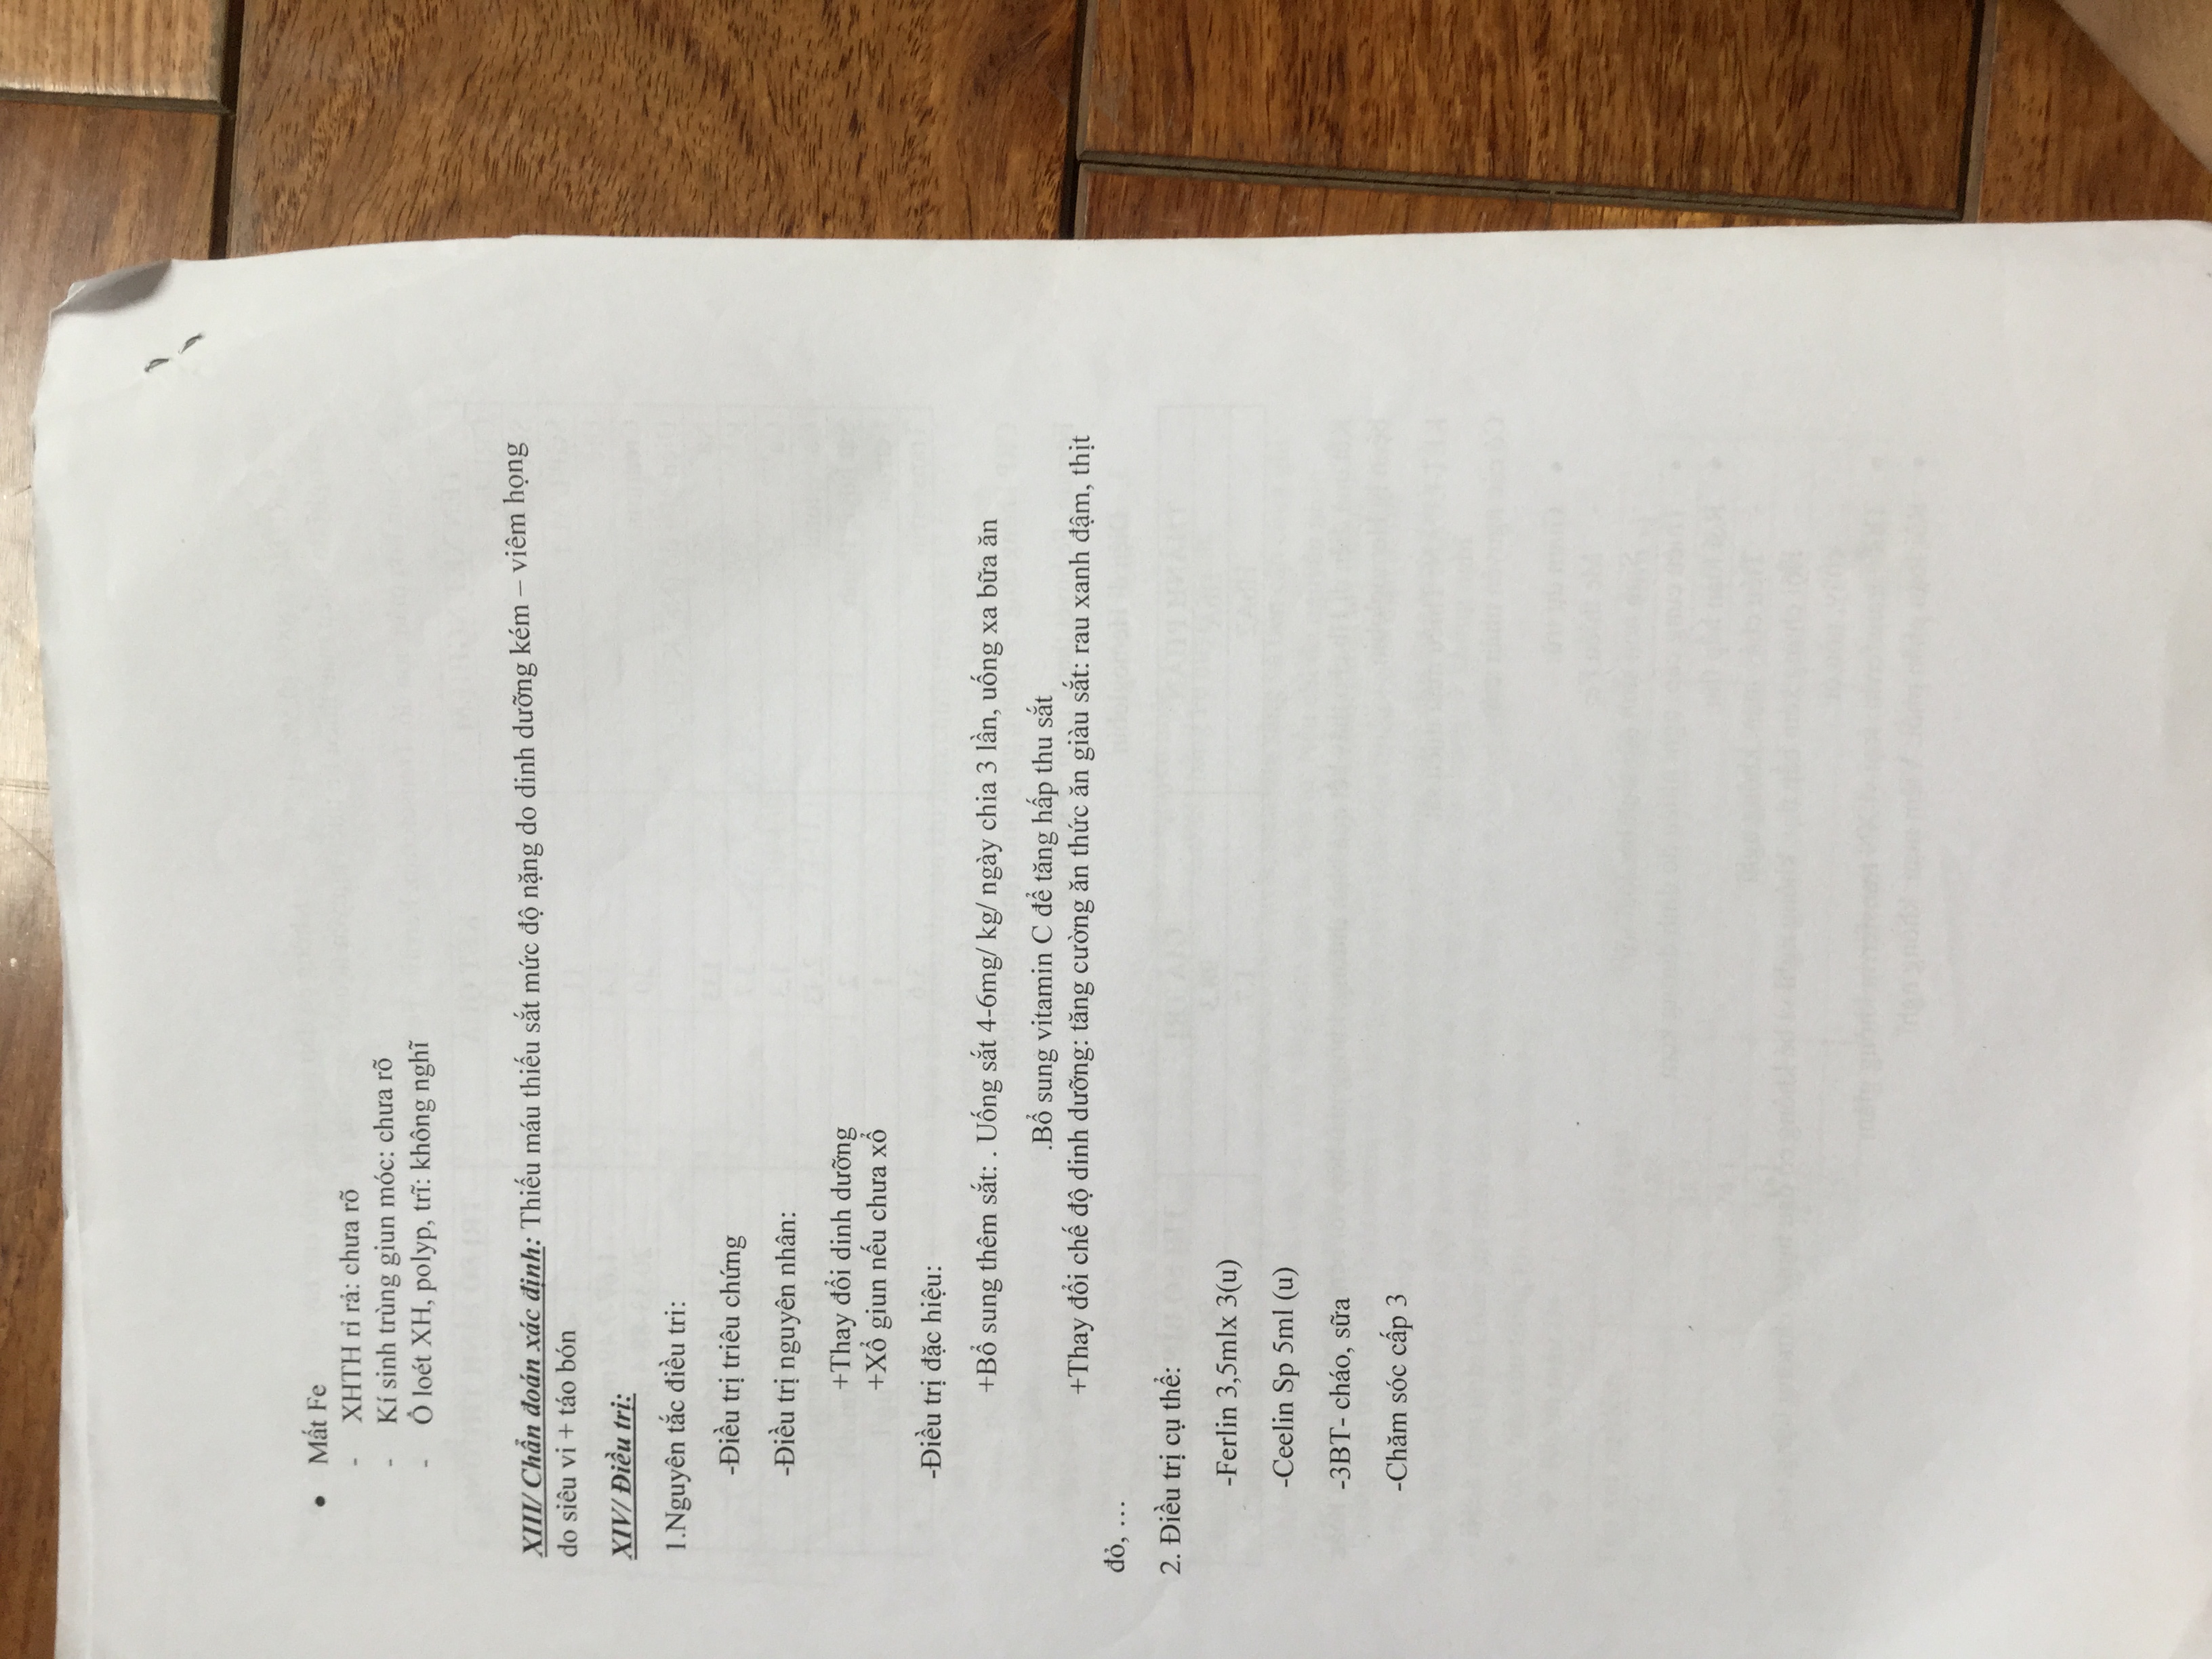 • Mất Fe
- XHTH rỉ rả: chưa rõ
- Kí sinh trùng giun móc: chưa rõ
- Ổ loét XH, polyp, trĩ: không nghĩ
XIII/ Chẩn đoán xác định: Thiếu máu thiếu sắt mức độ nặng do dinh dưỡng kém – viêm họng
do siêu vi + táo bón
XIV/ Điều trị:
1.Nguyên tắc điều tri:
-Điều trị triêu chứng
-Điều trị nguyên nhân:
+Thay đổi dinh dưỡng
+Xổ giun nếu chưa xổ
-Điều trị đặc hiệu:
+Bổ sung thêm sắt: . Uống sắt 4-6mg/ kg/ ngày chia 3 lần, uống xa bữa ăn
.Bổ sung vitamin C để tăng hấp thu sắt
+Thay đổi chế độ dinh dưỡng: tăng cường ăn thức ăn giàu sắt: rau xanh đậm, thịt
đỏ, …
2. Điều trị cụ thể:
-Ferlin 3,5mlx 3(u)
-Ceelin Sp 5ml (u)
-3BT- cháo, sữa
-Chăm sóc cấp 3